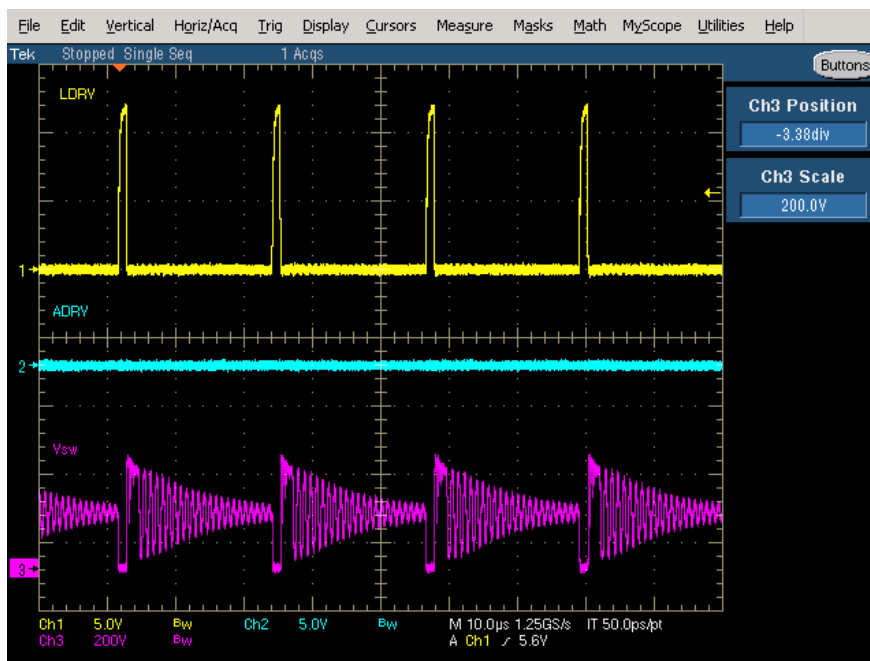 File Edit Vertical Horiz/Acq Trig Display Cursors Measure Masks Math MyScope Utilities Help
Tek Stopped Single Seq 1 Acqs
Buttons
LDRV
Ch3 Position
-3.38div
Ch3 Scale
200.0V
1
ADRV
2
Vsw
3
Ch1 5.0V Bw Ch2 5.0V Bw M 10.0µs 1.25GS/s IT 50.0ps/pt
Ch3 200V Bw A Ch1 ∕ 5.6V